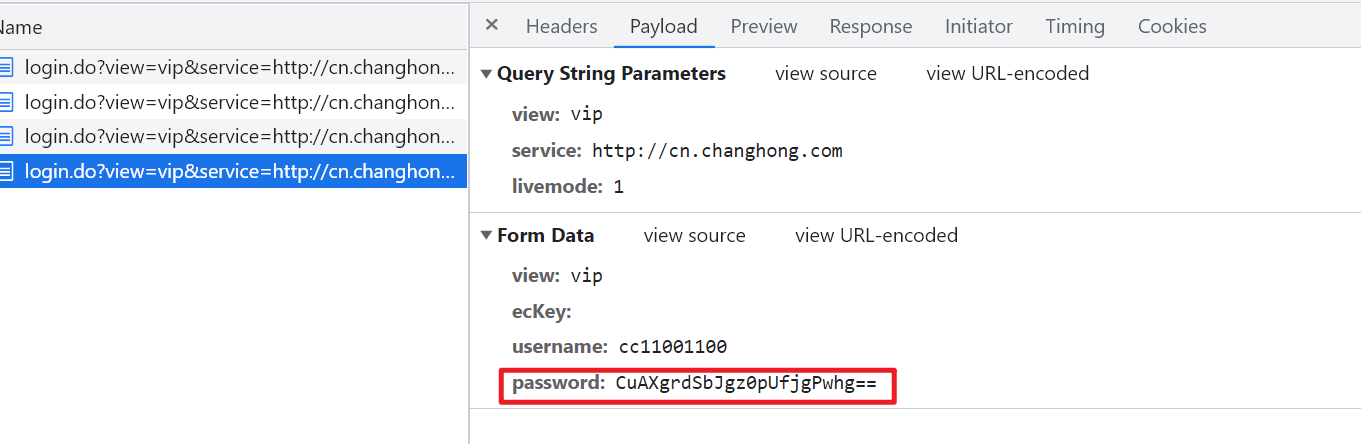 Name
login.do?view=vip&service=http://cn.changhon...
login.do?view=vip&service=http://cn.changhon...
login.do?view=vip&service=http://cn.changhon...
login.do?view=vip&service=http://cn.changhon...
× Headers Payload Preview Response Initiator Timing Cookies
▼Query String Parameters view source view URL-encoded
view: vip
service: http://cn.changhong.com
livemode: 1
▼Form Data view source view URL-encoded
view: vip
ecKey:
username: cc11001100
password: CuAXgrdSbJgz0pUfjgPwhg==